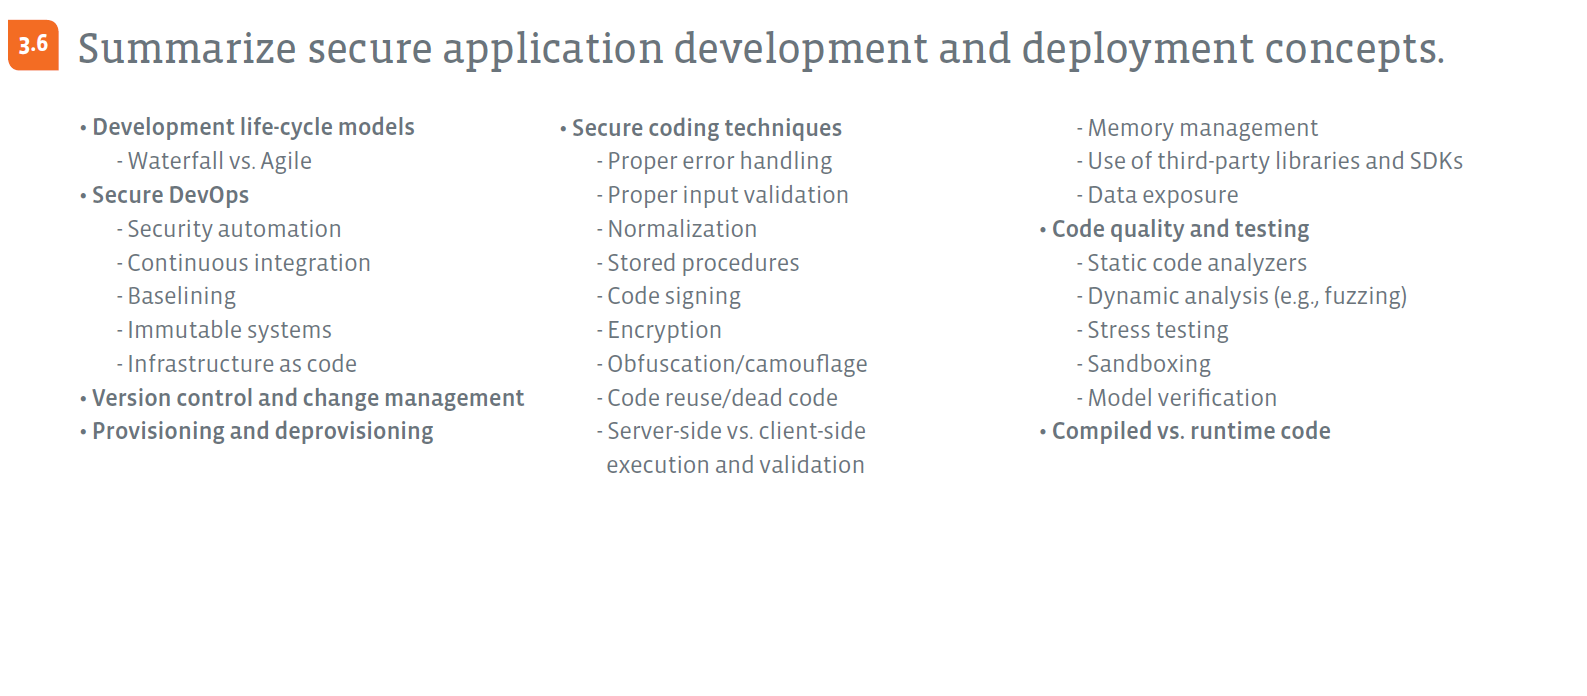 3.6 Summarize secure application development and deployment concepts.
• Development life-cycle models
- Waterfall vs. Agile
• Secure DevOps
- Security automation
- Continuous integration
- Baselining
- Immutable systems
- Infrastructure as code
• Version control and change management
• Provisioning and deprovisioning
• Secure coding techniques
- Proper error handling
- Proper input validation
- Normalization
- Stored procedures
- Code signing
- Encryption
- Obfuscation/camouflage
- Code reuse/dead code
- Server-side vs. client-side
execution and validation
- Memory management
- Use of third-party libraries and SDKs
- Data exposure
• Code quality and testing
- Static code analyzers
- Dynamic analysis (e.g., fuzzing)
- Stress testing
- Sandboxing
- Model verification
• Compiled vs. runtime code